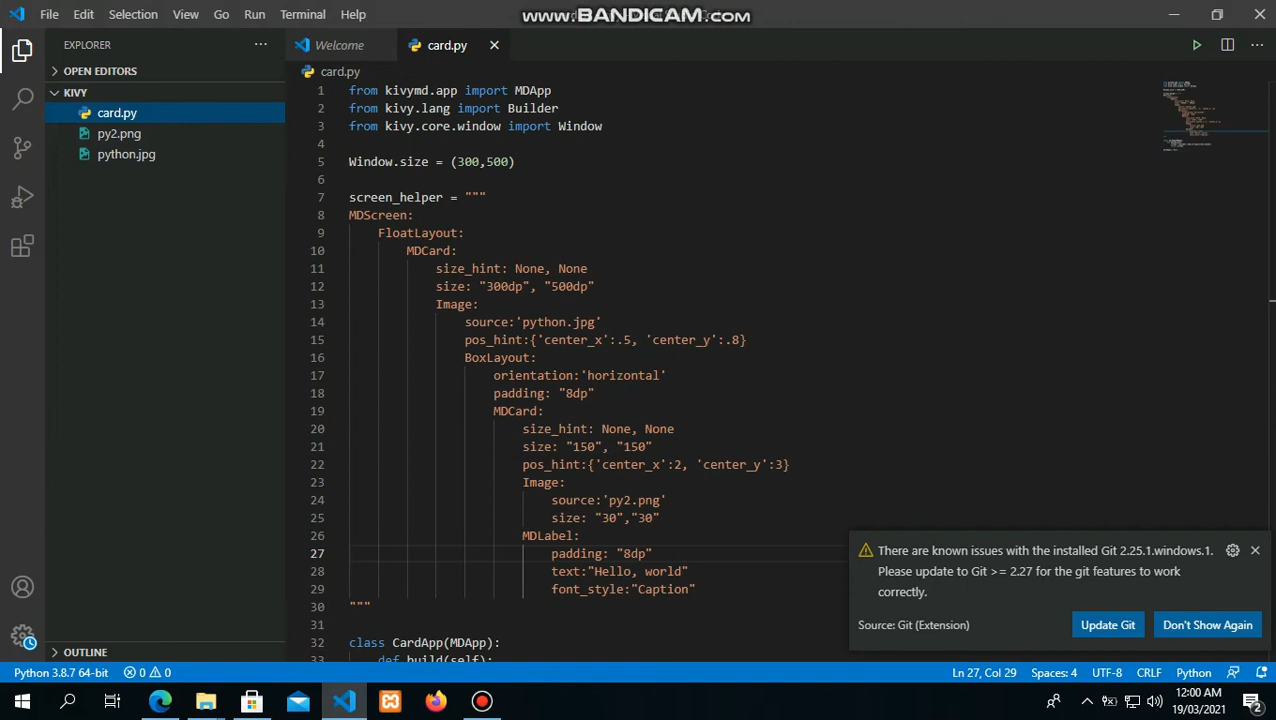 File Edit Selection View Go Run Terminal Help
www.BANDICAM.com
EXPLORER
OPEN EDITORS
KIVY
card.py
py2.png
python.jpg
OUTLINE
Welcome
card.py
card.py
1 from kivymd.app import MDApp
2 from kivy.lang import Builder
3 from kivy.core.window import Window
4
5 Window.size = (300,500)
6
7 screen_helper = """
8 MDScreen:
9 FloatLayout:
10 MDCard:
11 size_hint: None, None
12 size: "300dp", "500dp"
13 Image:
14 source:'python.jpg'
15 pos_hint:{'center_x':.5, 'center_y':.8}
16 BoxLayout:
17 orientation:'horizontal'
18 padding: "8dp"
19 MDCard:
20 size_hint: None, None
21 size: "150", "150"
22 pos_hint:{'center_x':2, 'center_y':3}
23 Image:
24 source:'py2.png'
25 size: "30","30"
26 MDLabel:
27 padding: "8dp"
28 text:"Hello, world"
29 font_style:"Caption"
30 """
31
32 class CardApp(MDApp):
33 def build(self):
There are known issues with the installed Git 2.25.1.windows.1.
Please update to Git >= 2.27 for the git features to work
correctly.
Source: Git (Extension)
Update Git
Don't Show Again
Python 3.8.7 64-bit 0 0
Ln 27, Col 29 Spaces: 4 UTF-8 CRLF Python
12:00 AM
19/03/2021
2